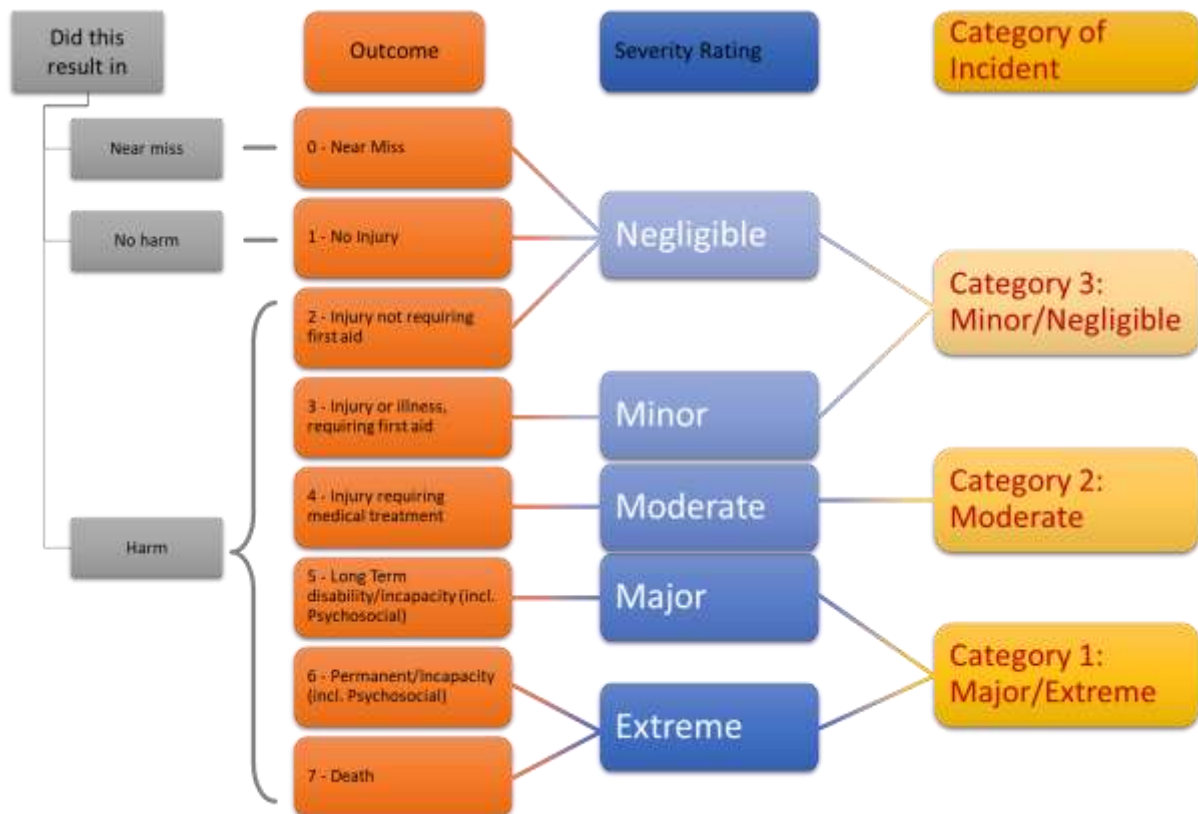 Did this
result in
Outcome
Severity Rating
Category of
Incident
Near miss
0 - Near Miss
No harm
1 - No Injury
Negligible
2 - Injury not requiring
first aid
Category 3:
Minor/Negligible
3 - Injury or illness,
requiring first aid
Minor
4 - Injury requiring
medical treatment
Moderate
Category 2:
Moderate
Harm
5 - Long Term
disability/incapacity (incl.
Psychosocial)
Major
6 - Permanent/Incapacity
(incl. Psychosocial)
Category 1:
Major/Extreme
Extreme
7 - Death